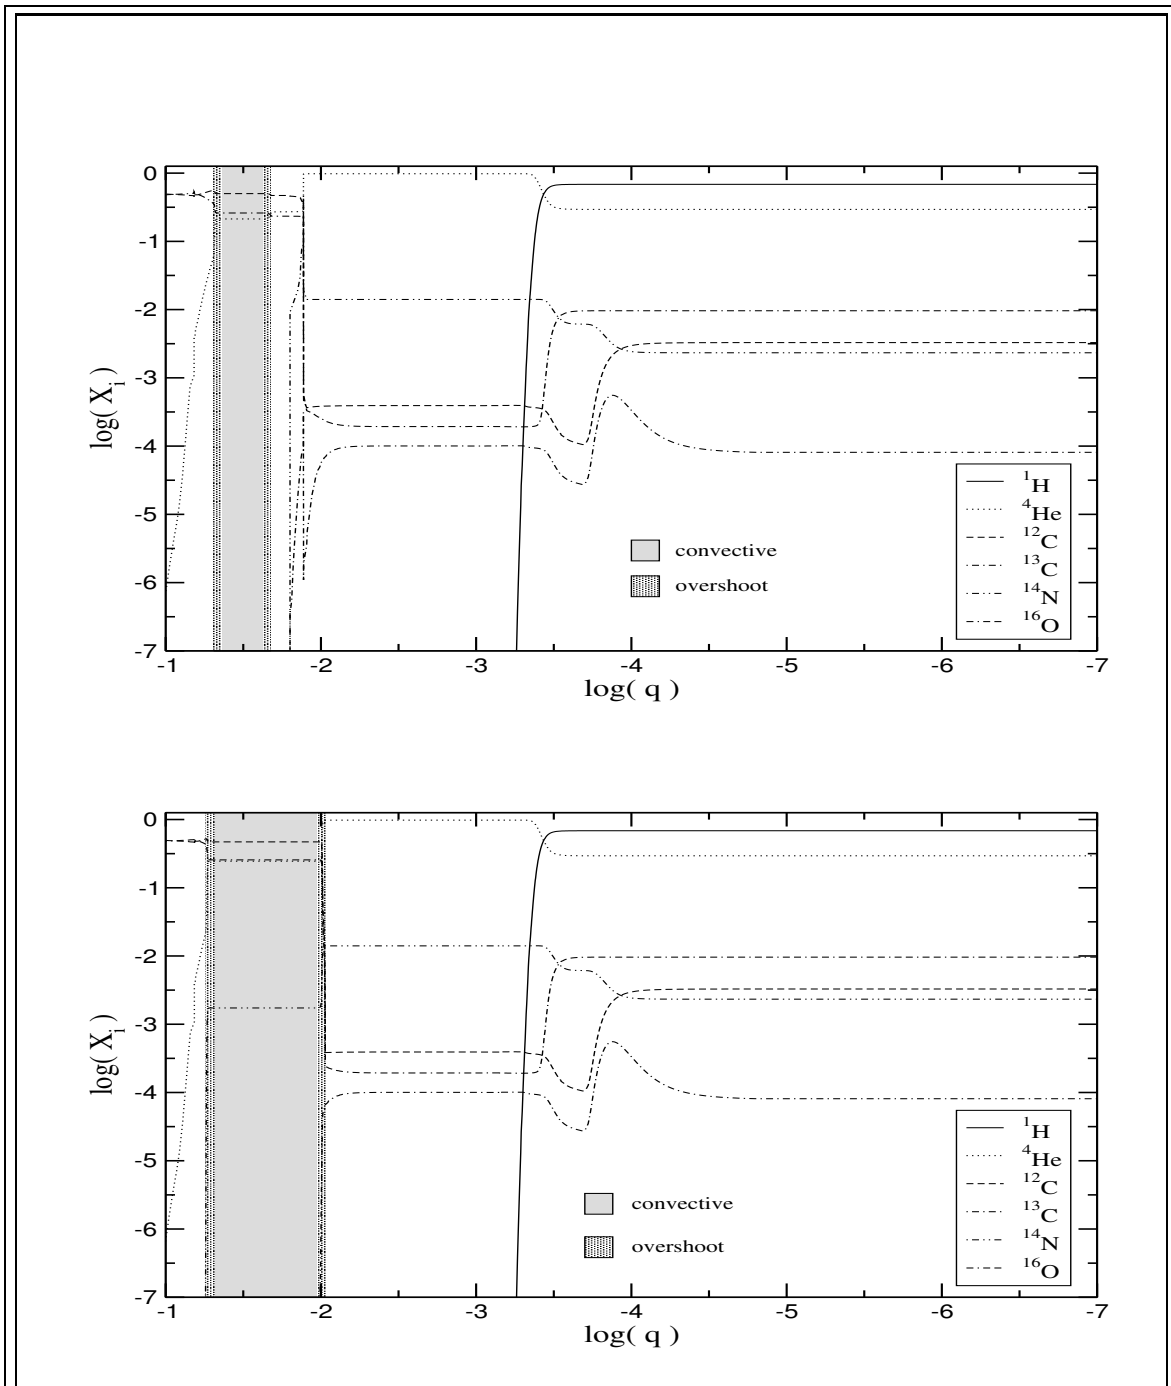 0
-1
-2
-3
-4
-5
-6
-7
log( X_i )
-1 -2 -3 -4 -5 -6 -7
log( q )
convective
overshoot
^1H
^4He
^12C
^13C
^14N
^16O
0
-1
-2
-3
-4
-5
-6
-7
log( X_i )
-1 -2 -3 -4 -5 -6 -7
log( q )
convective
overshoot
^1H
^4He
^12C
^13C
^14N
^16O